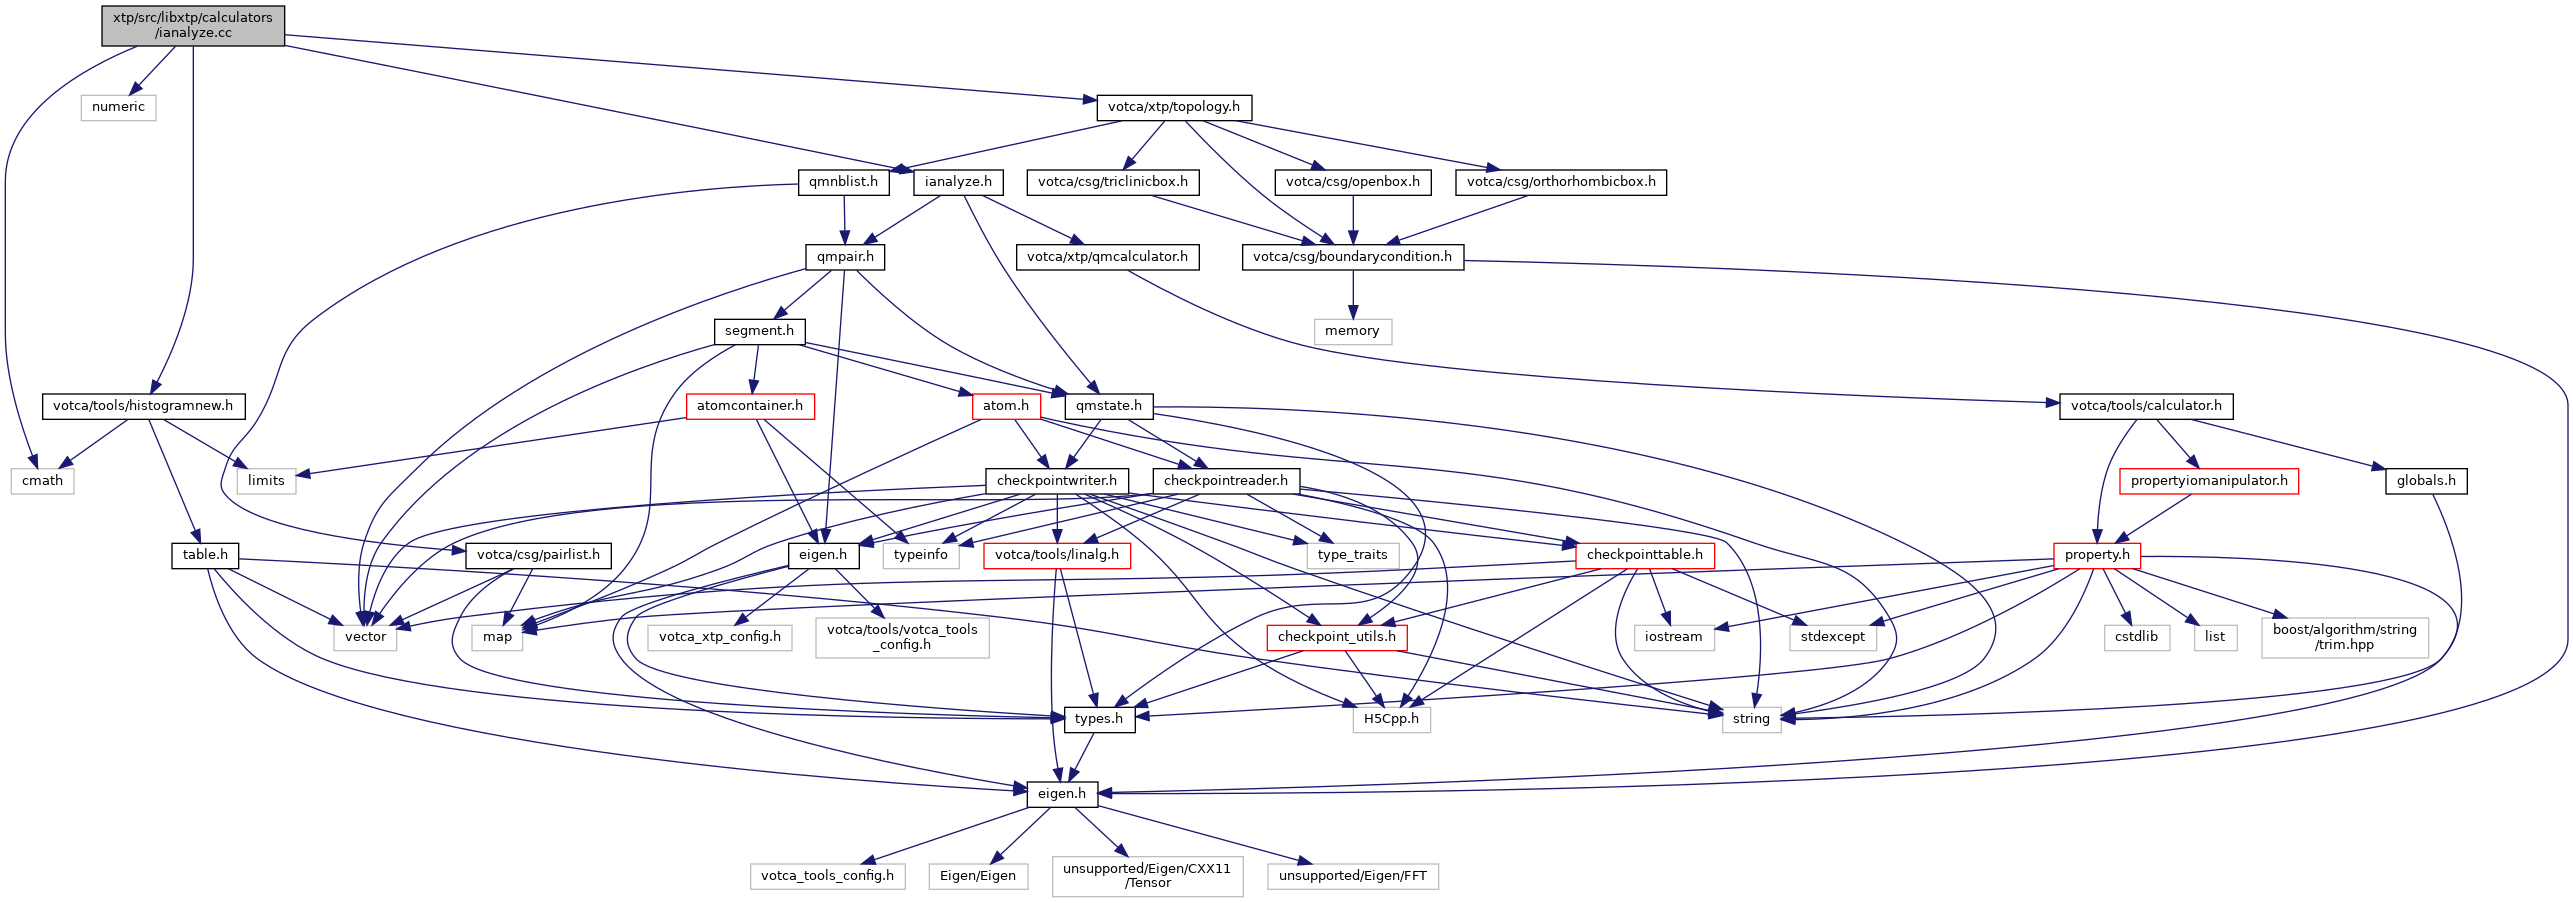 xtp/src/libxtp/calculators
/ianalyze.cc
numeric
votca/xtp/topology.h
qmnblist.h
ianalyze.h
votca/csg/triclinicbox.h
votca/csg/openbox.h
votca/csg/orthorhombicbox.h
qmpair.h
votca/xtp/qmcalculator.h
votca/csg/boundarycondition.h
segment.h
memory
votca/tools/histogramnew.h
atomcontainer.h
atom.h
qmstate.h
votca/tools/calculator.h
cmath
limits
checkpointwriter.h
checkpointreader.h
propertyiomanipulator.h
globals.h
table.h
votca/csg/pairlist.h
eigen.h
typeinfo
votca/tools/linalg.h
type_traits
checkpointtable.h
property.h
vector
map
votca_xtp_config.h
votca/tools/votca_tools
_config.h
checkpoint_utils.h
iostream
stdexcept
cstdlib
list
boost/algorithm/string
/trim.hpp
types.h
H5Cpp.h
string
eigen.h
votca_tools_config.h
Eigen/Eigen
unsupported/Eigen/CXX11
/Tensor
unsupported/Eigen/FFT